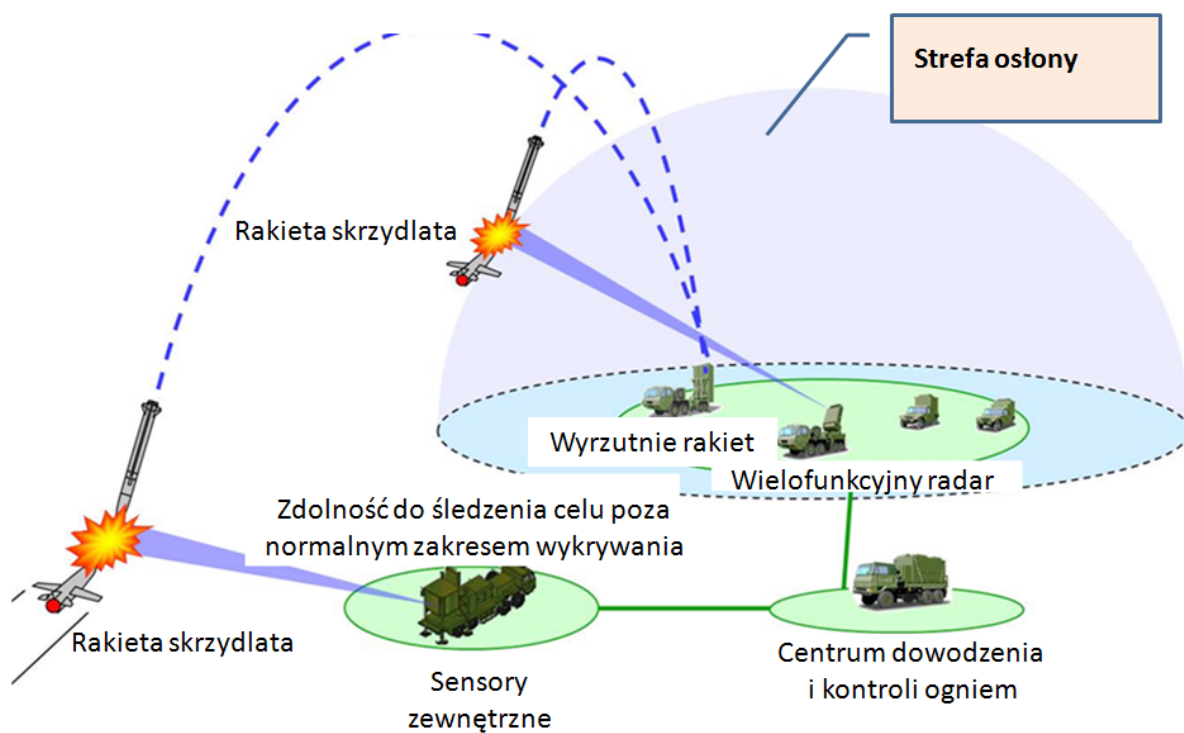 Strefa osłony
Rakieta skrzydlata
Wyrzutnie rakiet
Wielofunkcyjny radar
Zdolność do śledzenia celu poza
normalnym zakresem wykrywania
Rakieta skrzydlata
Sensory
zewnętrzne
Centrum dowodzenia
i kontroli ogniem